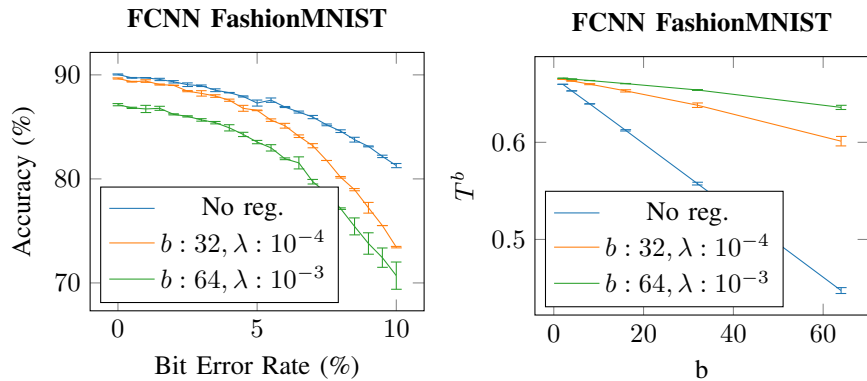 FCNN FashionMNIST
90
80
70
Accuracy (%)
No reg.
b : 32, λ : 10⁻⁴
b : 64, λ : 10⁻³
0
5
10
Bit Error Rate (%)
FCNN FashionMNIST
0.6
0.5
Tᵇ
No reg.
b : 32, λ : 10⁻⁴
b : 64, λ : 10⁻³
0
20
40
60
b